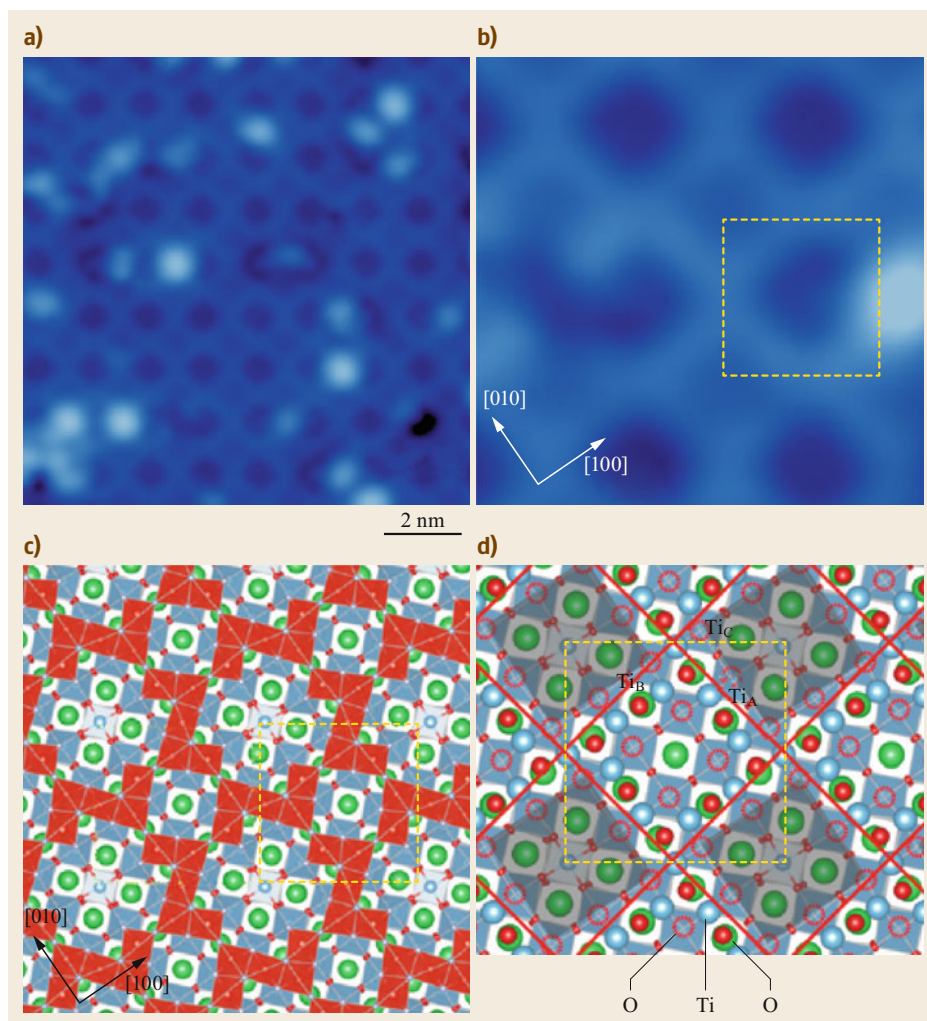 a)
b)
[010]
[100]
2 nm
c)
d)
Ti_C
Ti_B
Ti_A
[010]
[100]
O Ti O